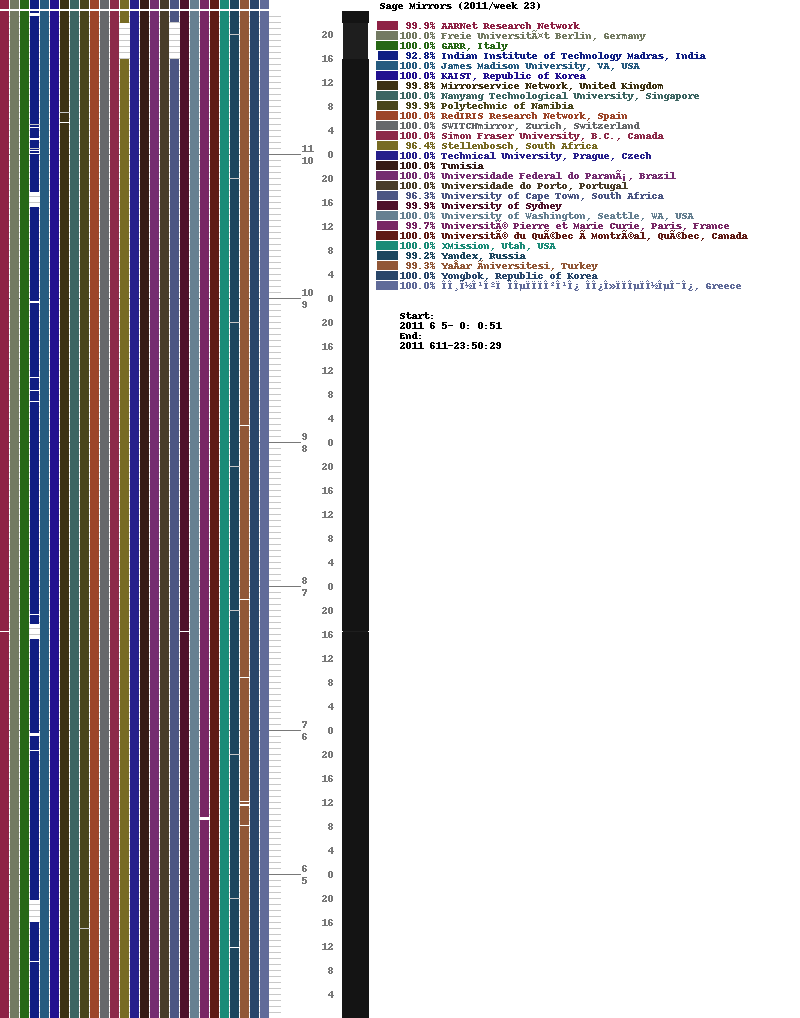 Sage Mirrors (2011/week 23)
99.9% AARNet Research Network
100.0% Freie UniversitÃ¤t Berlin, Germany
100.0% GARR, Italy
92.8% Indian Institute of Technology Madras, India
100.0% James Madison University, VA, USA
100.0% KAIST, Republic of Korea
99.8% Mirrorservice Network, United Kingdom
100.0% Nanyang Technological University, Singapore
99.9% Polytechnic of Namibia
100.0% RedIRIS Research Network, Spain
100.0% SWITCHmirror, Zurich, Switzerland
100.0% Simon Fraser University, B.C., Canada
96.4% Stellenbosch, South Africa
100.0% Technical University, Prague, Czech
100.0% Tunisia
100.0% Universidade Federal do ParanÃ¡, Brazil
100.0% Universidade do Porto, Portugal
96.3% University of Cape Town, South Africa
99.9% University of Sydney
100.0% University of Washington, Seattle, WA, USA
99.7% UniversitÃ© Pierre et Marie Curie, Paris, France
100.0% UniversitÃ© du QuÃ©bec Ã MontrÃ©al, QuÃ©bec, Canada
100.0% XMission, Utah, USA
99.2% Yandex, Russia
99.3% Turkey
100.0% Yongbok, Republic of Korea
100.0% Greece
Start:
2011 6 5- 0: 0:51
End:
2011 611-23:50:29
20
16
12
8
4
11
0
10
20
16
12
8
4
10
0
9
20
16
12
8
4
9
0
8
20
16
12
8
4
8
0
7
20
16
12
8
4
7
0
6
20
16
12
8
4
6
0
5
20
16
12
8
4